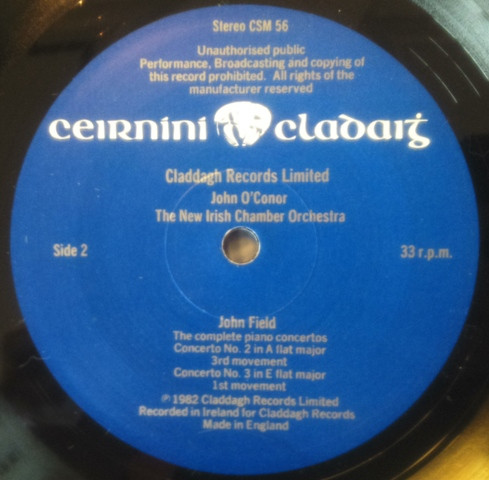 Stereo CSM 56
Unauthorised public
Performance, Broadcasting and copying of
this record prohibited. All rights of the
manufacturer reserved
ceirníní cladaiġ
Claddagh Records Limited
John O'Conor
The New Irish Chamber Orchestra
Side 2
33 r.p.m.
John Field
The complete piano concertos
Concerto No. 2 in A flat major
3rd movement
Concerto No. 3 in E flat major
1st movement
℗ 1982 Claddagh Records Limited
Recorded in Ireland for Claddagh Records
Made in England